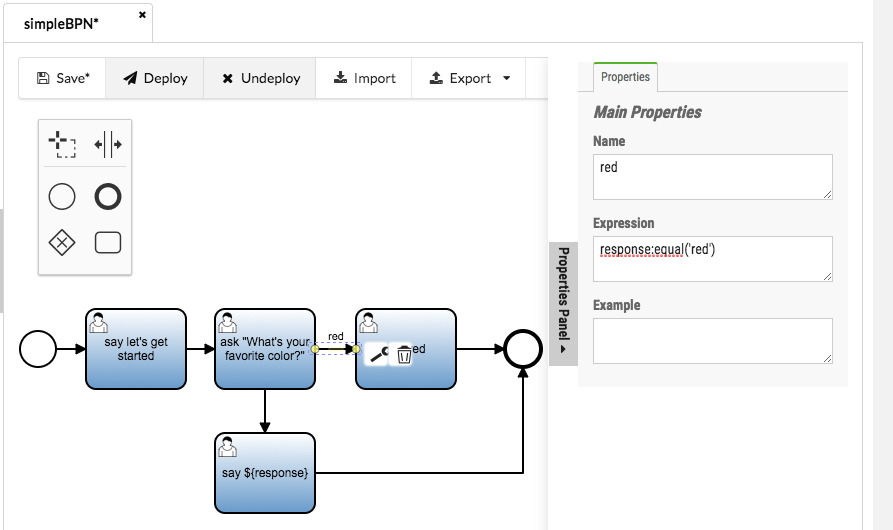 simpleBPN*
Save*
Deploy
Undeploy
Import
Export
Properties
Main Properties
Name
red
Expression
response:equal('red')
Example
Properties Panel
say let's get
started
ask "What's your
favorite color?"
red
ed
say ${response}